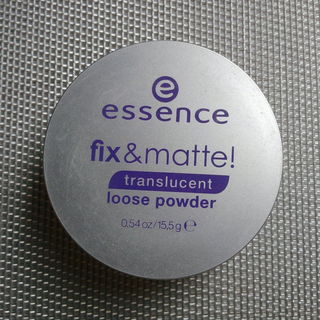 e
essence
fix&matte!
translucent
loose powder
0,54 oz/15,5g ℮